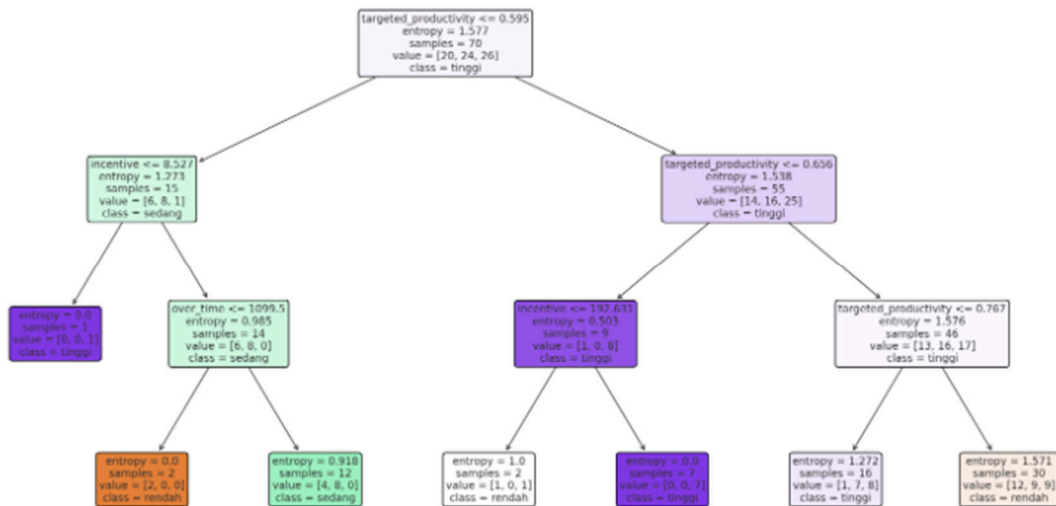 targeted_productivity <= 0.595
entropy = 1.577
samples = 70
value = [20, 24, 26]
class = tinggi
incentive <= 8.527
entropy = 1.273
samples = 15
value = [6, 8, 1]
class = sedang
targeted_productivity <= 0.656
entropy = 1.538
samples = 55
value = [14, 16, 25]
class = tinggi
entropy = 0.0
samples = 1
value = [0, 0, 1]
class = tinggi
over_time <= 1099.5
entropy = 0.985
samples = 14
value = [6, 8, 0]
class = sedang
incentive <= 192.631
entropy = 0.503
samples = 9
value = [1, 0, 8]
class = tinggi
targeted_productivity <= 0.767
entropy = 1.576
samples = 46
value = [13, 16, 17]
class = tinggi
entropy = 0.0
samples = 2
value = [2, 0, 0]
class = rendah
entropy = 0.918
samples = 12
value = [4, 8, 0]
class = sedang
entropy = 1.0
samples = 2
value = [1, 0, 1]
class = rendah
entropy = 0.0
samples = 7
value = [0, 0, 7]
class = tinggi
entropy = 1.272
samples = 16
value = [1, 7, 8]
class = tinggi
entropy = 1.571
samples = 30
value = [12, 9, 9]
class = rendah